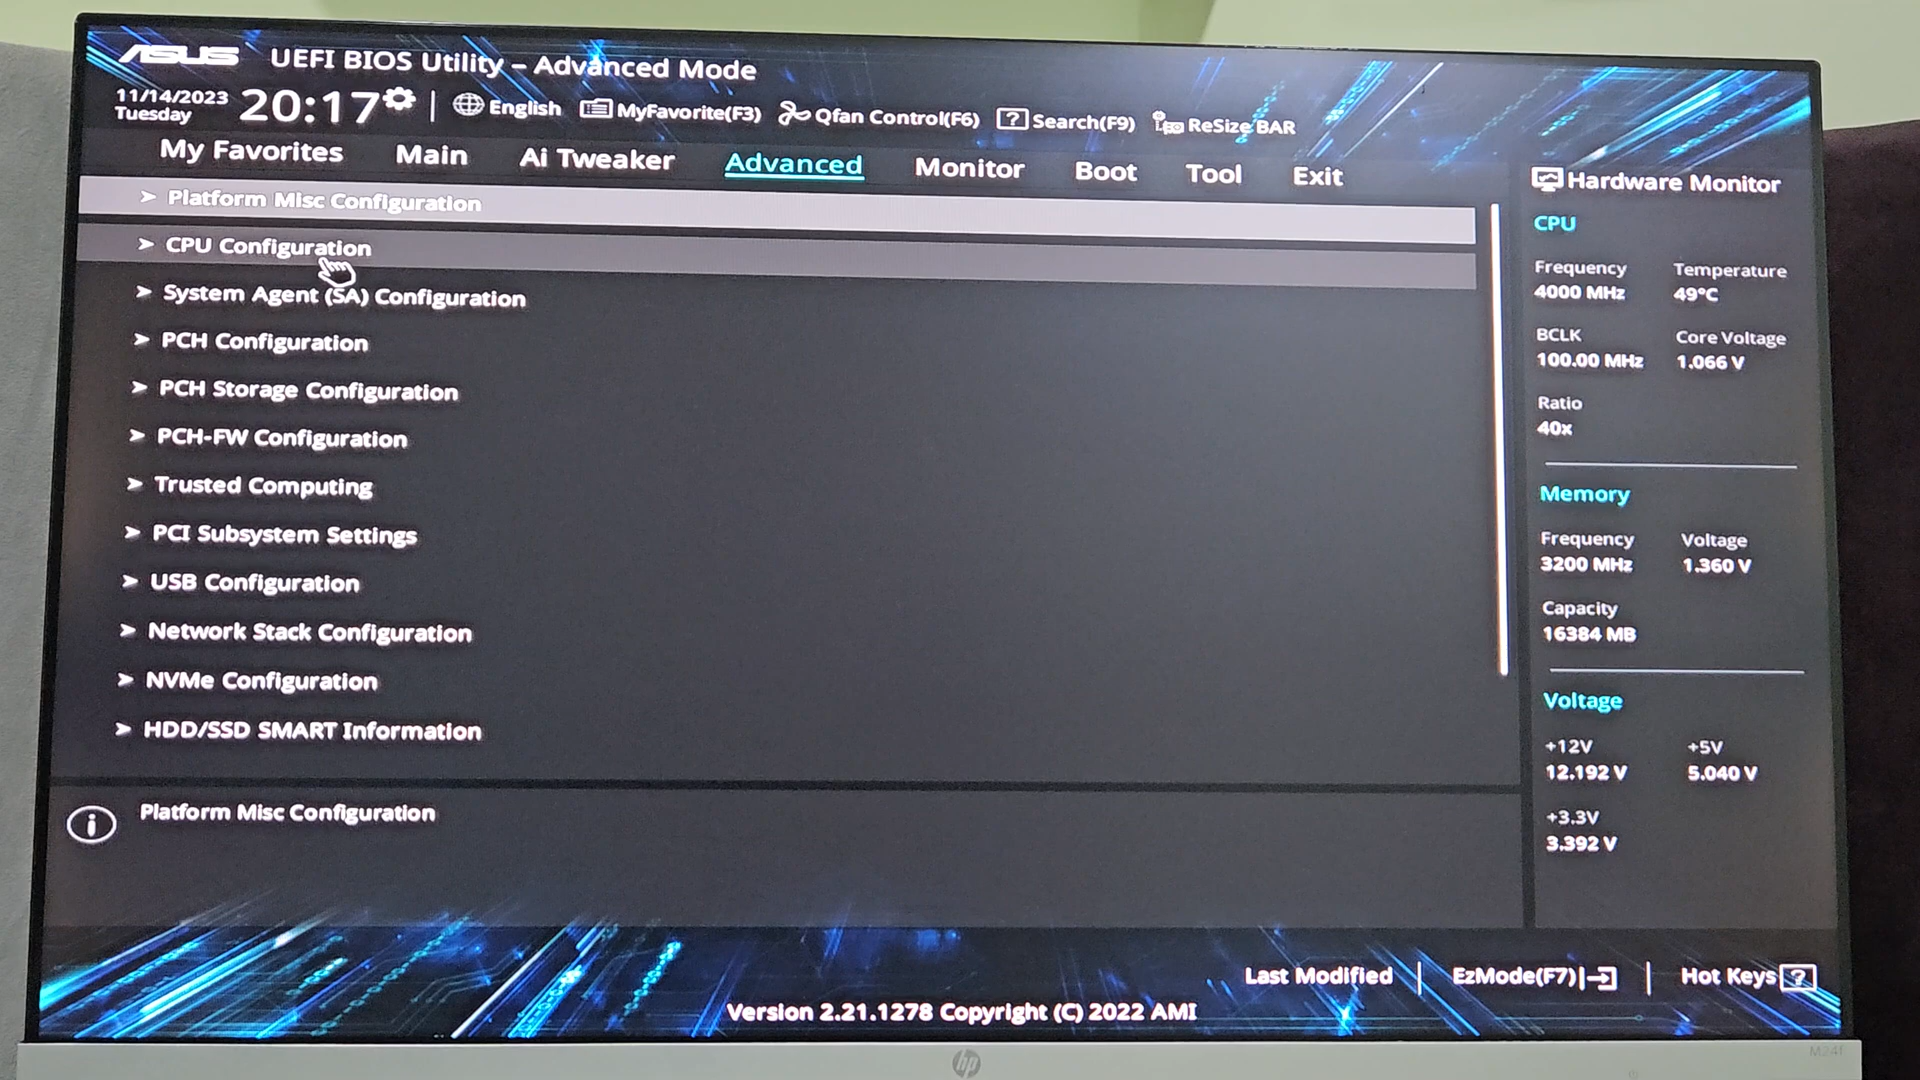 ASUS UEFI BIOS Utility – Advanced Mode
11/14/2023
Tuesday
20:17
English MyFavorite(F3) Qfan Control(F6) ? Search(F9) ReSize BAR
My Favorites Main Ai Tweaker Advanced Monitor Boot Tool Exit
> Platform Misc Configuration
> CPU Configuration
> System Agent (SA) Configuration
> PCH Configuration
> PCH Storage Configuration
> PCH-FW Configuration
> Trusted Computing
> PCI Subsystem Settings
> USB Configuration
> Network Stack Configuration
> NVMe Configuration
> HDD/SSD SMART Information
i Platform Misc Configuration
Hardware Monitor
CPU
Frequency Temperature
4000 MHz 49°C
BCLK Core Voltage
100.00 MHz 1.066 V
Ratio
40x
Memory
Frequency Voltage
3200 MHz 1.360 V
Capacity
16384 MB
Voltage
+12V +5V
12.192 V 5.040 V
+3.3V
3.392 V
Last Modified EzMode(F7) Hot Keys ?
Version 2.21.1278 Copyright (C) 2022 AMI
hp
M24f